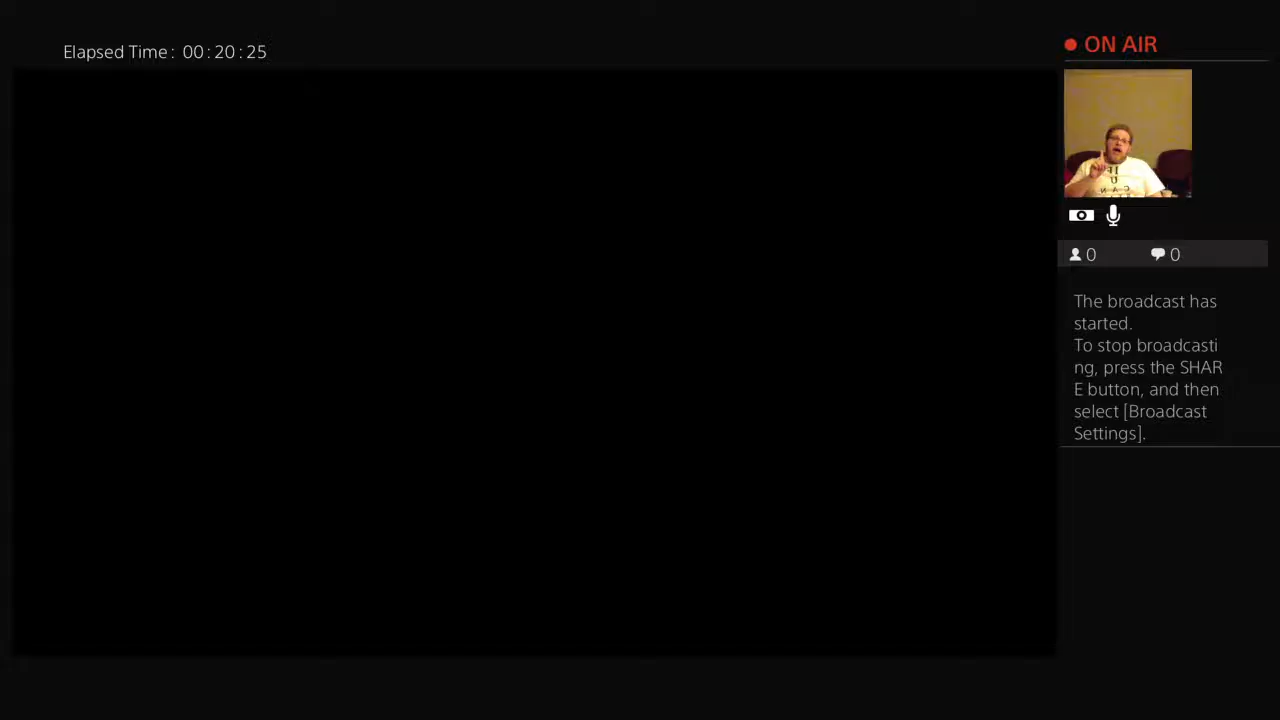 Elapsed Time: 00:20:25
ON AIR
0 0
The broadcast has
started.
To stop broadcasti
ng, press the SHAR
E button, and then
select [Broadcast
Settings].